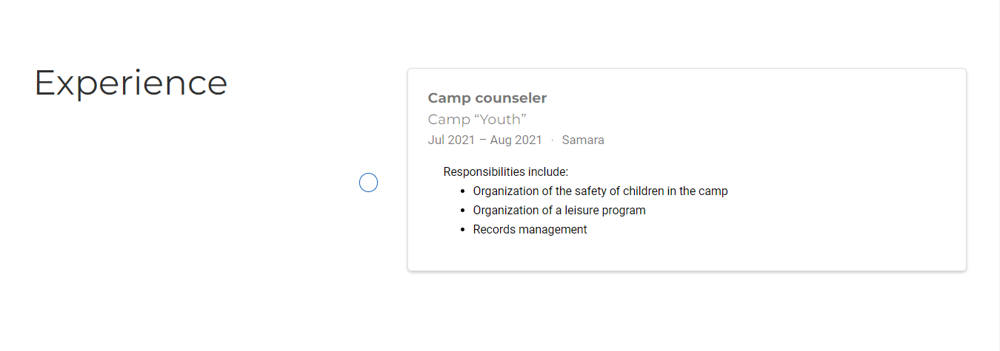 Experience
Camp counseler
Camp “Youth”
Jul 2021 – Aug 2021 · Samara
Responsibilities include:
• Organization of the safety of children in the camp
• Organization of a leisure program
• Records management